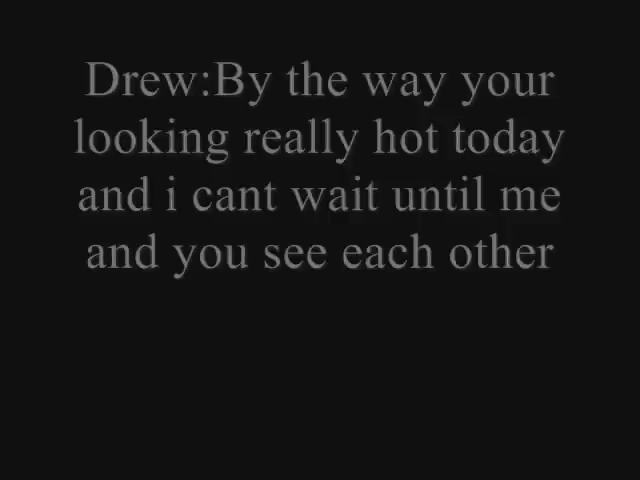 Drew:By the way your
looking really hot today
and i cant wait until me
and you see each other